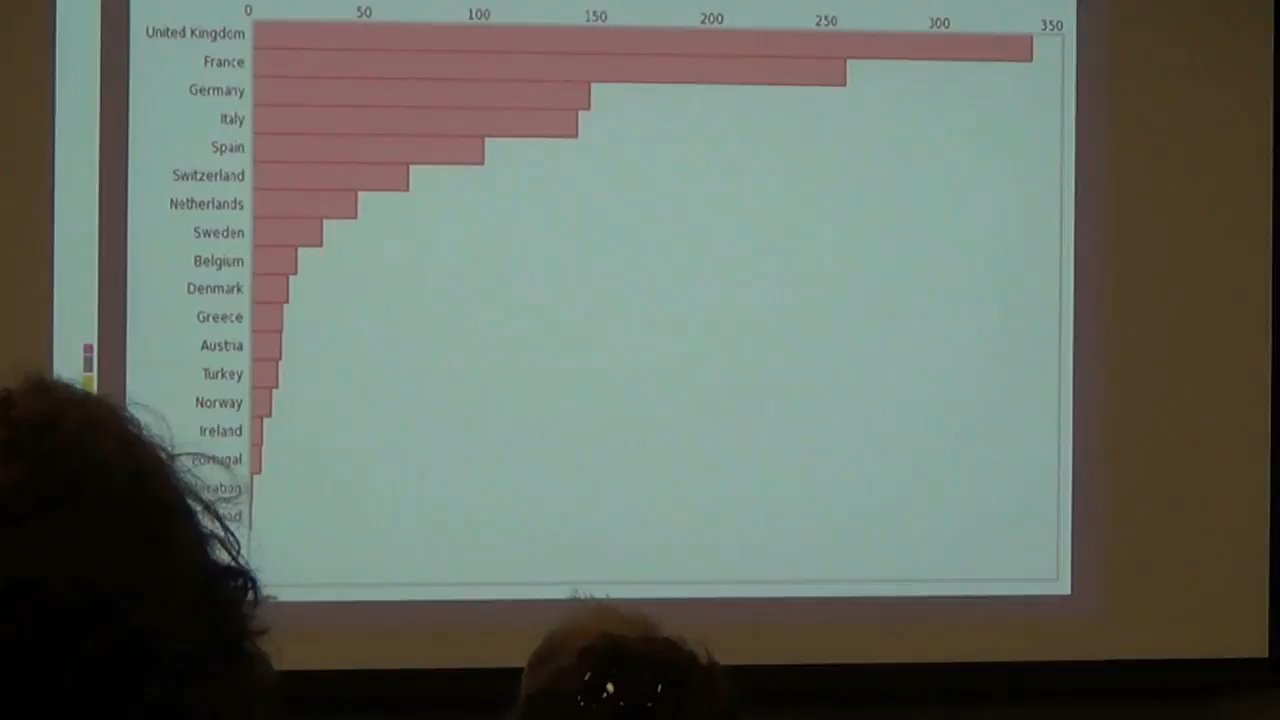 0 50 100 150 200 250 300 350
United Kingdom
France
Germany
Italy
Spain
Switzerland
Netherlands
Sweden
Belgium
Denmark
Greece
Austria
Turkey
Norway
Ireland
Portugal